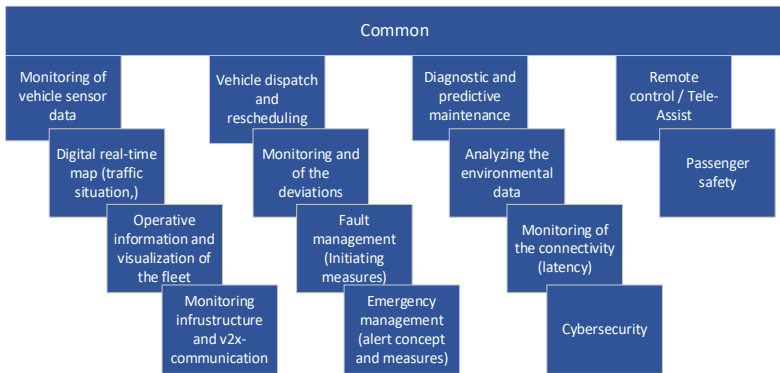 Common
Monitoring of
vehicle sensor
data
Digital real-time
map (traffic
situation,)
Operative
information and
visualization of
the fleet
Monitoring
infrustructure
and v2x-
communication
Vehicle dispatch
and
rescheduling
Monitoring and
of the
deviations
Fault
management
(Initiating
measures)
Emergency
management
(alert concept
and measures)
Diagnostic and
predictive
maintenance
Analyzing the
environmental
data
Monitoring of
the connectivity
(latency)
Cybersecurity
Remote
control / Tele-
Assist
Passenger
safety